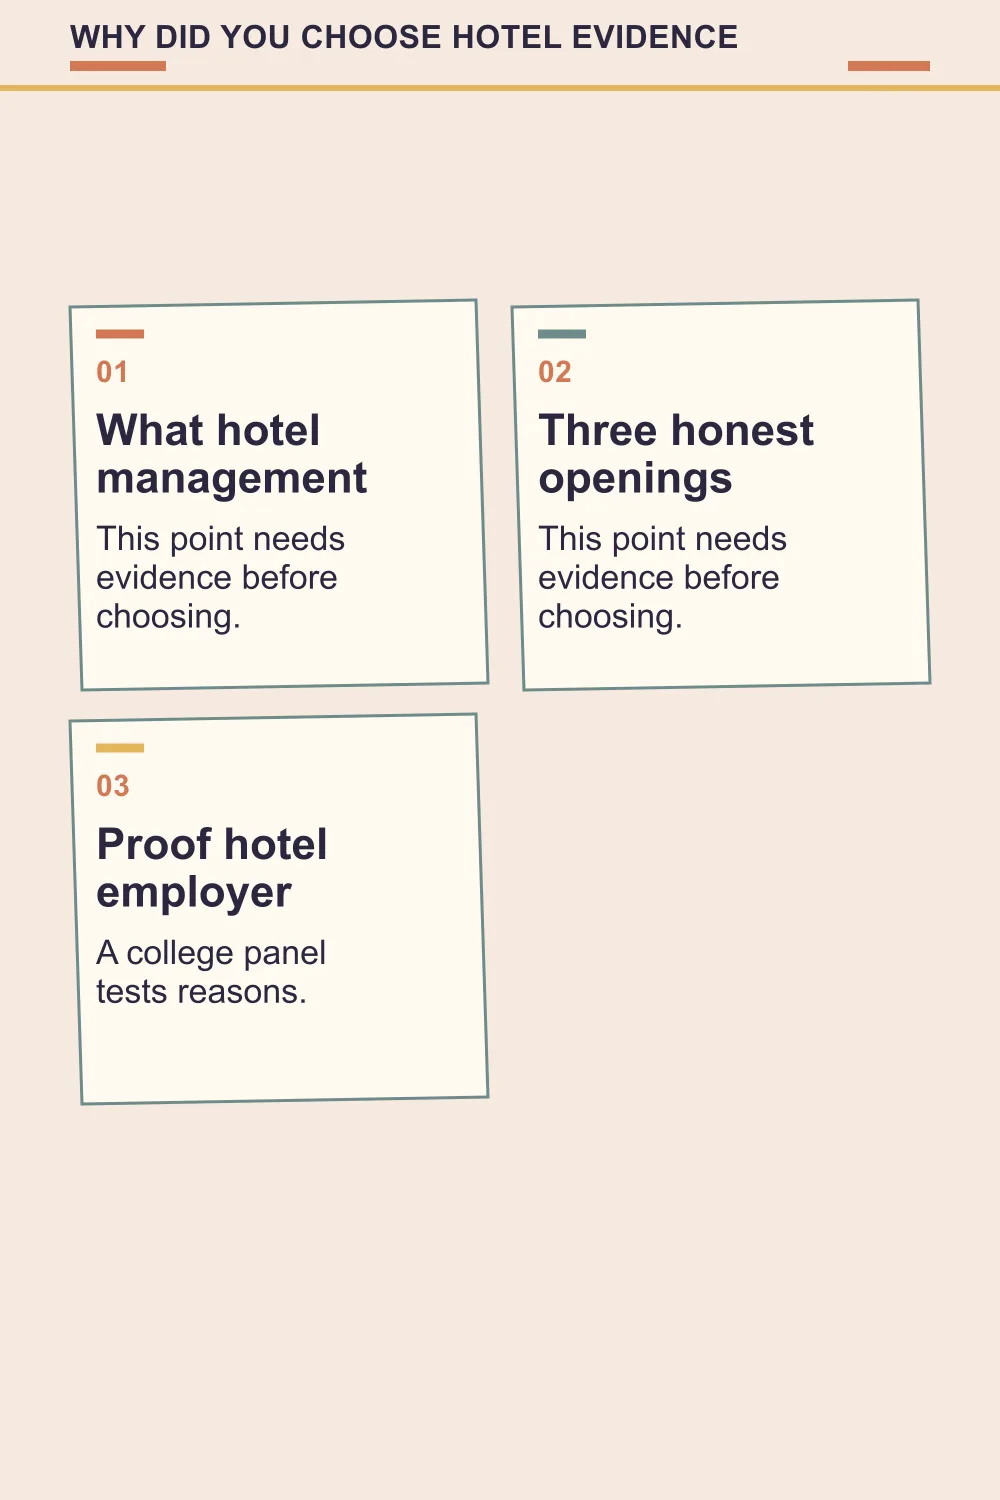 WHY DID YOU CHOOSE HOTEL EVIDENCE
01
What hotel
management
This point needs
evidence before
choosing.
02
Three honest
openings
This point needs
evidence before
choosing.
03
Proof hotel
employer
A college panel
tests reasons.